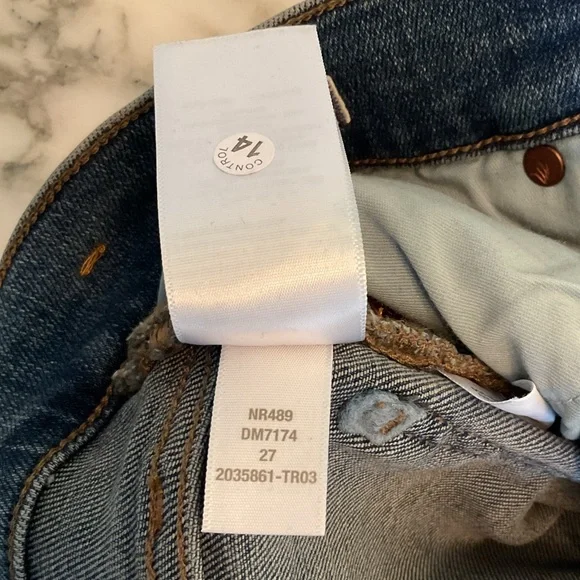 CONTROL
14
NR489
DM7174
27
2035861-TR03